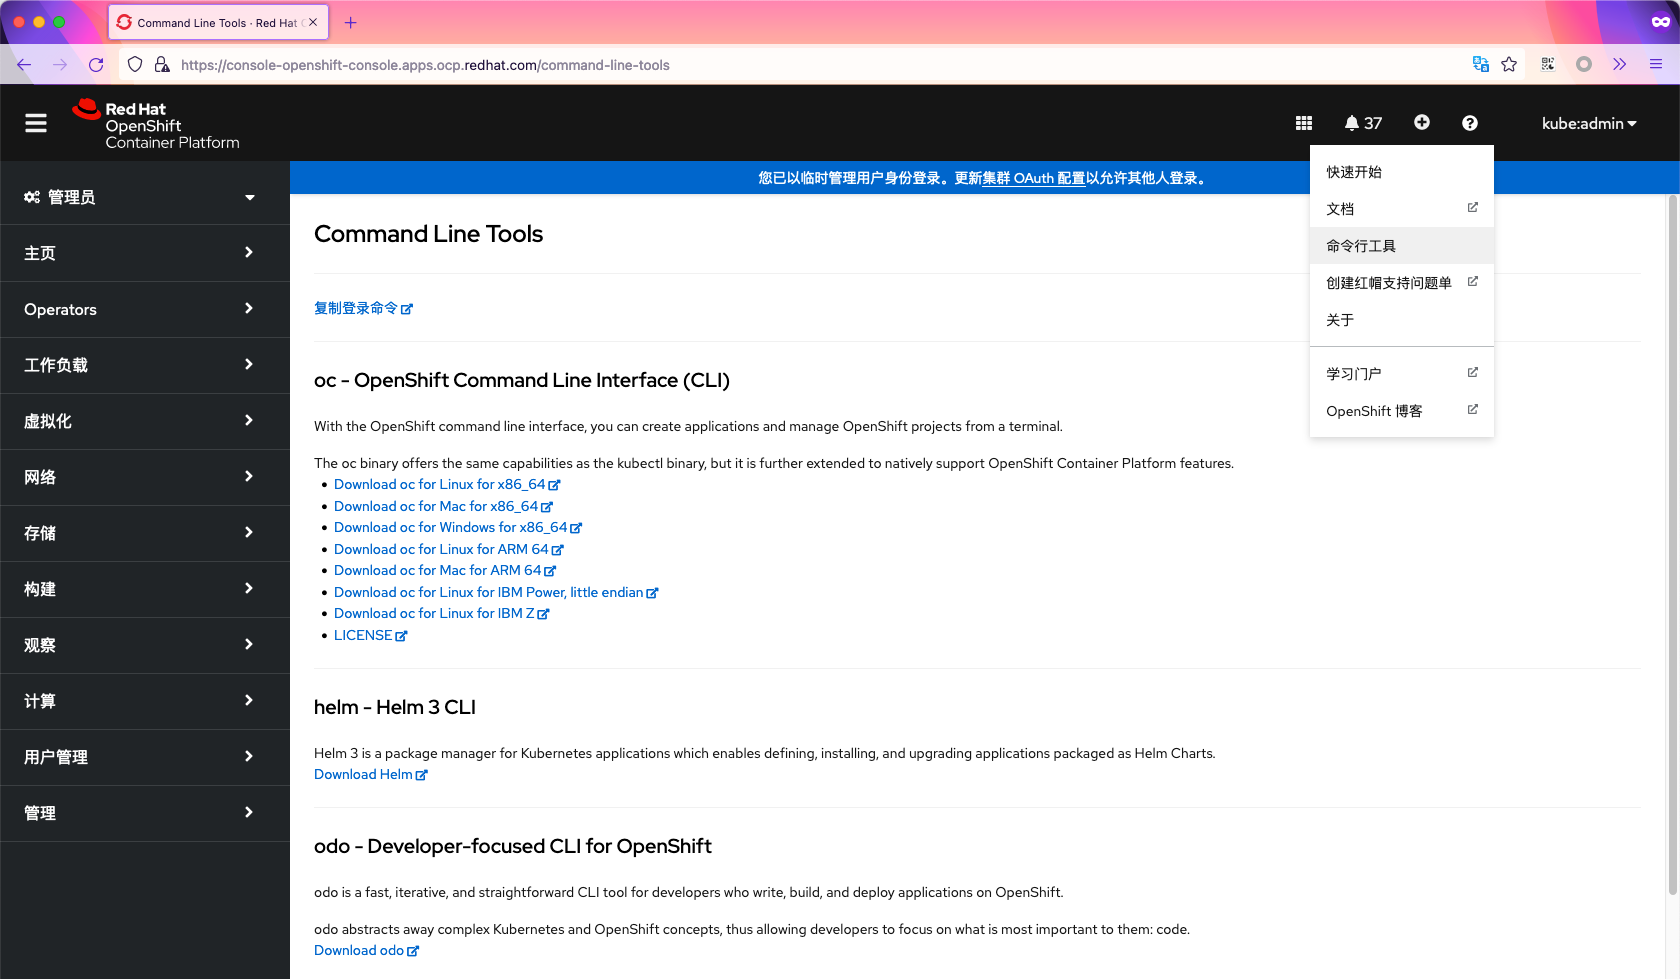 Command Line Tools · Red Hat
https://console-openshift-console.apps.ocp.redhat.com/command-line-tools
Red Hat
OpenShift
Container Platform
37
kube:admin
管理员
主页
Operators
工作负载
虚拟化
网络
存储
构建
观察
计算
用户管理
管理
您已以临时管理用户身份登录。更新集群 OAuth 配置以允许其他人登录。
快速开始
文档
命令行工具
创建红帽支持问题单
关于
学习门户
OpenShift 博客
Command Line Tools
复制登录命令
oc - OpenShift Command Line Interface (CLI)
With the OpenShift command line interface, you can create applications and manage OpenShift projects from a terminal.
The oc binary offers the same capabilities as the kubectl binary, but it is further extended to natively support OpenShift Container Platform features.
Download oc for Linux for x86_64
Download oc for Mac for x86_64
Download oc for Windows for x86_64
Download oc for Linux for ARM 64
Download oc for Mac for ARM 64
Download oc for Linux for IBM Power, little endian
Download oc for Linux for IBM Z
LICENSE
helm - Helm 3 CLI
Helm 3 is a package manager for Kubernetes applications which enables defining, installing, and upgrading applications packaged as Helm Charts.
Download Helm
odo - Developer-focused CLI for OpenShift
odo is a fast, iterative, and straightforward CLI tool for developers who write, build, and deploy applications on OpenShift.
odo abstracts away complex Kubernetes and OpenShift concepts, thus allowing developers to focus on what is most important to them: code.
Download odo